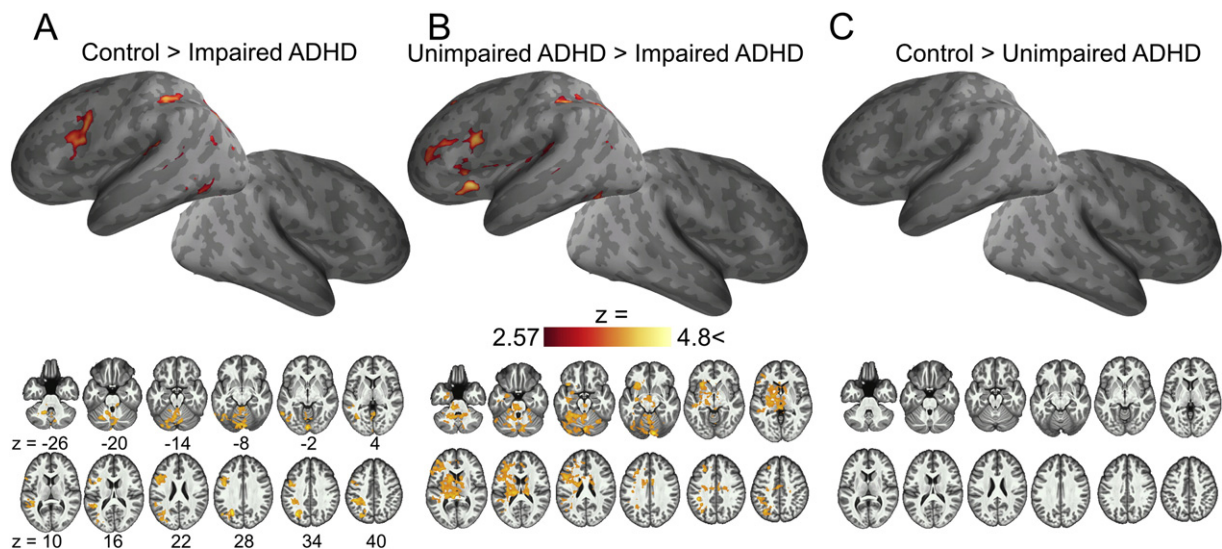 A B C
Control > Impaired ADHD Unimpaired ADHD > Impaired ADHD Control > Unimpaired ADHD
z =
2.57 4.8<
z = -26 -20 -14 -8 -2 4
z = 10 16 22 28 34 40